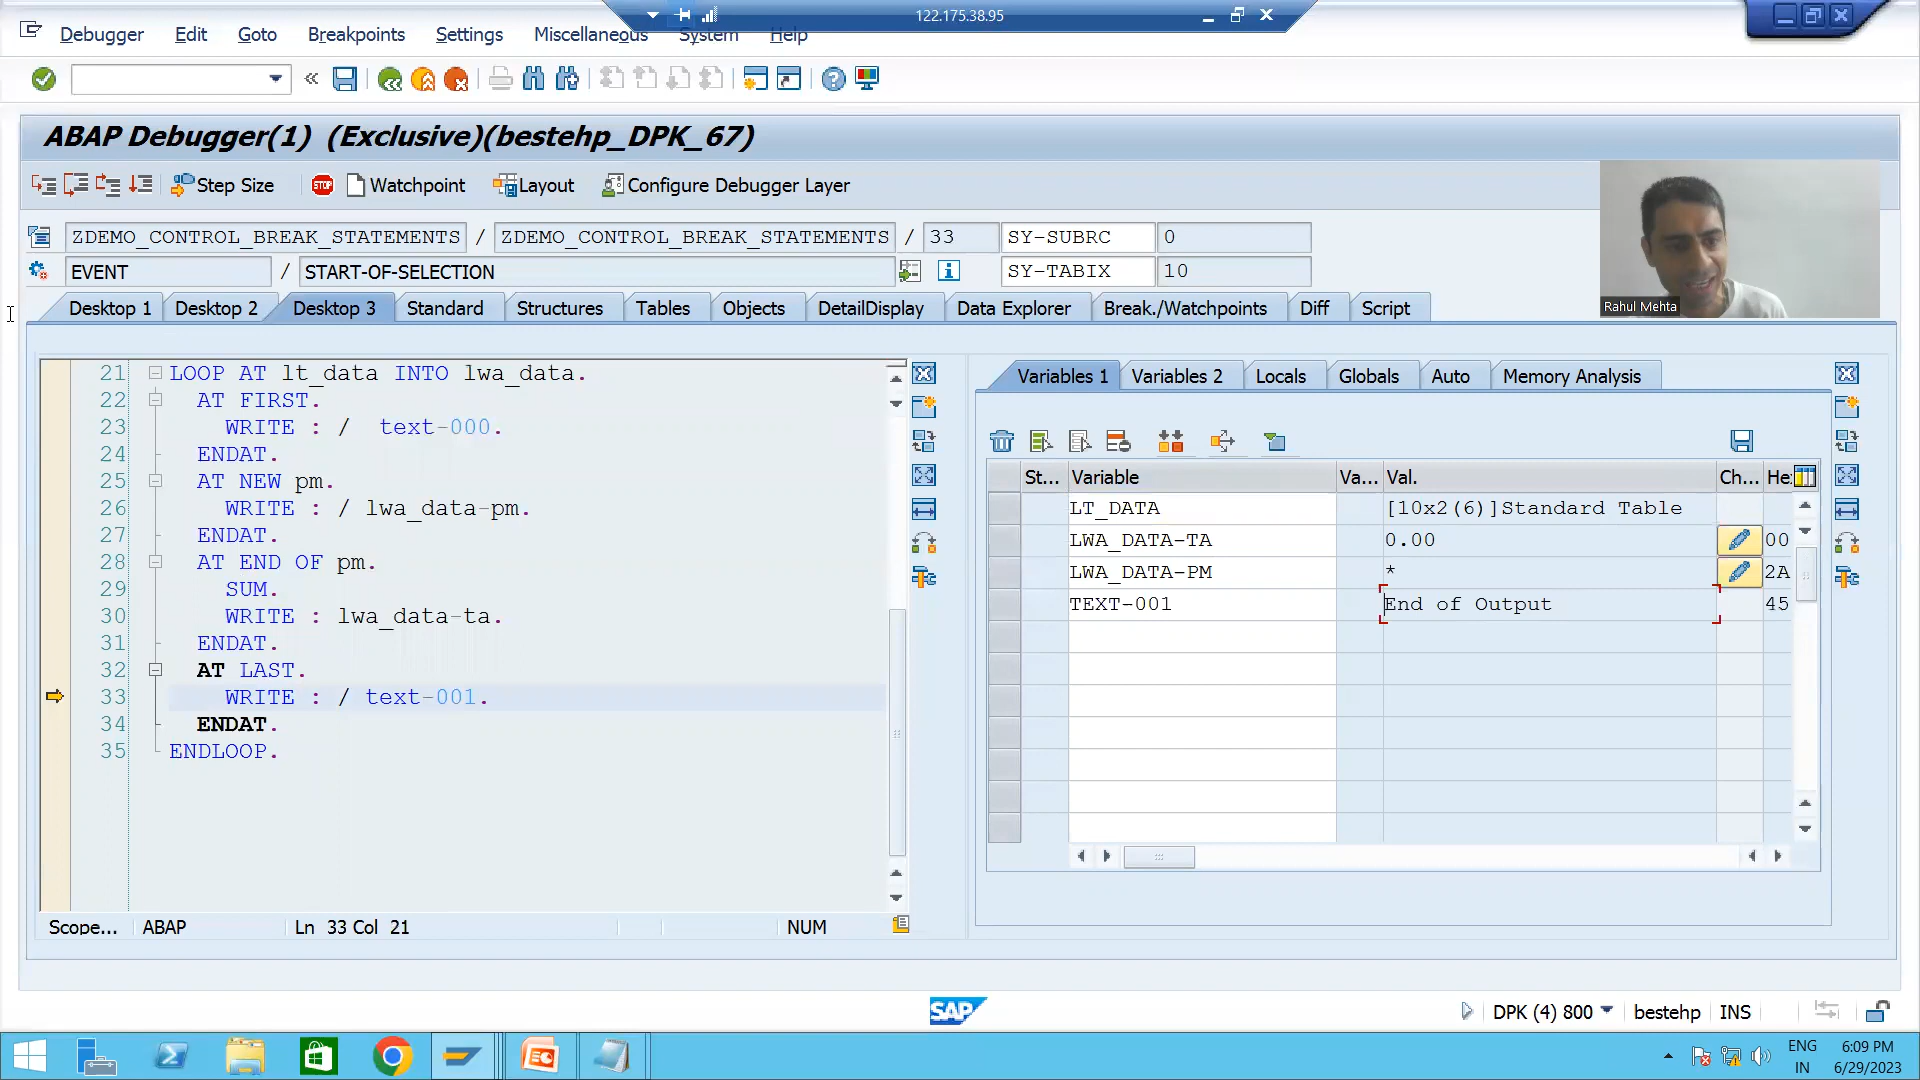 122.175.38.95
Debugger Edit Goto Breakpoints Settings Miscellaneous System Help
ABAP Debugger(1) (Exclusive)(bestehp_DPK_67)
Step Size STOP Watchpoint Layout Configure Debugger Layer
ZDEMO_CONTROL_BREAK_STATEMENTS / ZDEMO_CONTROL_BREAK_STATEMENTS / 33 SY-SUBRC 0
EVENT / START-OF-SELECTION SY-TABIX 10
Rahul Mehta
Desktop 1 Desktop 2 Desktop 3 Standard Structures Tables Objects DetailDisplay Data Explorer Break./Watchpoints Diff Script
21 LOOP AT lt_data INTO lwa_data.
22 AT FIRST.
23 WRITE : / text-000.
24 ENDAT.
25 AT NEW pm.
26 WRITE : / lwa_data-pm.
27 ENDAT.
28 AT END OF pm.
29 SUM.
30 WRITE : lwa_data-ta.
31 ENDAT.
32 AT LAST.
33 WRITE : / text-001.
34 ENDAT.
35 ENDLOOP.
Scope... ABAP Ln 33 Col 21 NUM
Variables 1 Variables 2 Locals Globals Auto Memory Analysis
St... Variable Va... Val. Ch... He
LT_DATA [10x2(6)]Standard Table
LWA_DATA-TA 0.00 00
LWA_DATA-PM * 2A
TEXT-001 End of Output 45
SAP
DPK (4) 800 bestehp INS
ENG 6:09 PM
IN 6/29/2023